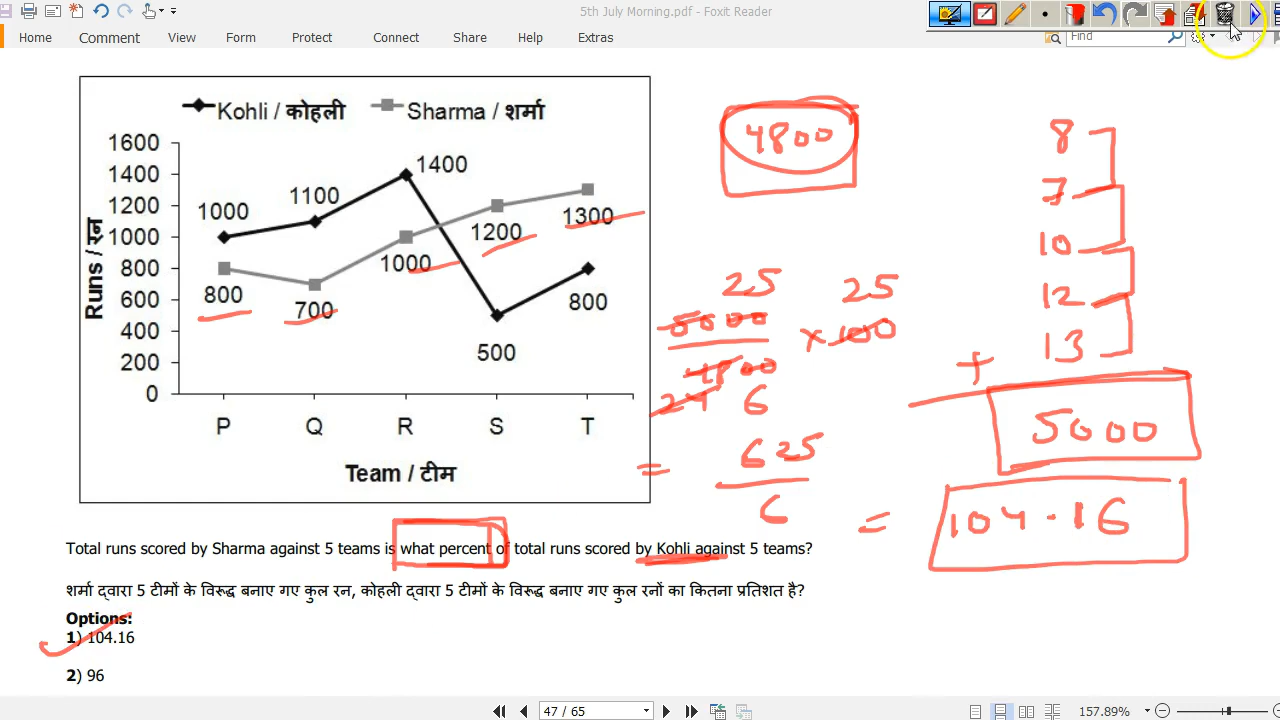 5th July Morning.pdf - Foxit Reader
Home Comment View Form Protect Connect Share Help Extras
Find
Kohli / कोहली Sharma / शर्मा
Runs / रन
1600
1400
1200
1000
800
600
400
200
0
1000 1100 1400 500 800
800 700 1000 1200 1300
P Q R S T
Team / टीम
4800
8
7
10
12
13
+
5000
25 25
5000 × 100
4800
24 6
= 625
6
= 104.16
Total runs scored by Sharma against 5 teams is what percent of total runs scored by Kohli against 5 teams?
शर्मा द्वारा 5 टीमों के विरूद्ध बनाए गए कुल रन, कोहली द्वारा 5 टीमों के विरूद्ध बनाए गए कुल रनों का कितना प्रतिशत है?
Options:
1) 104.16
2) 96
47 / 65
157.89%